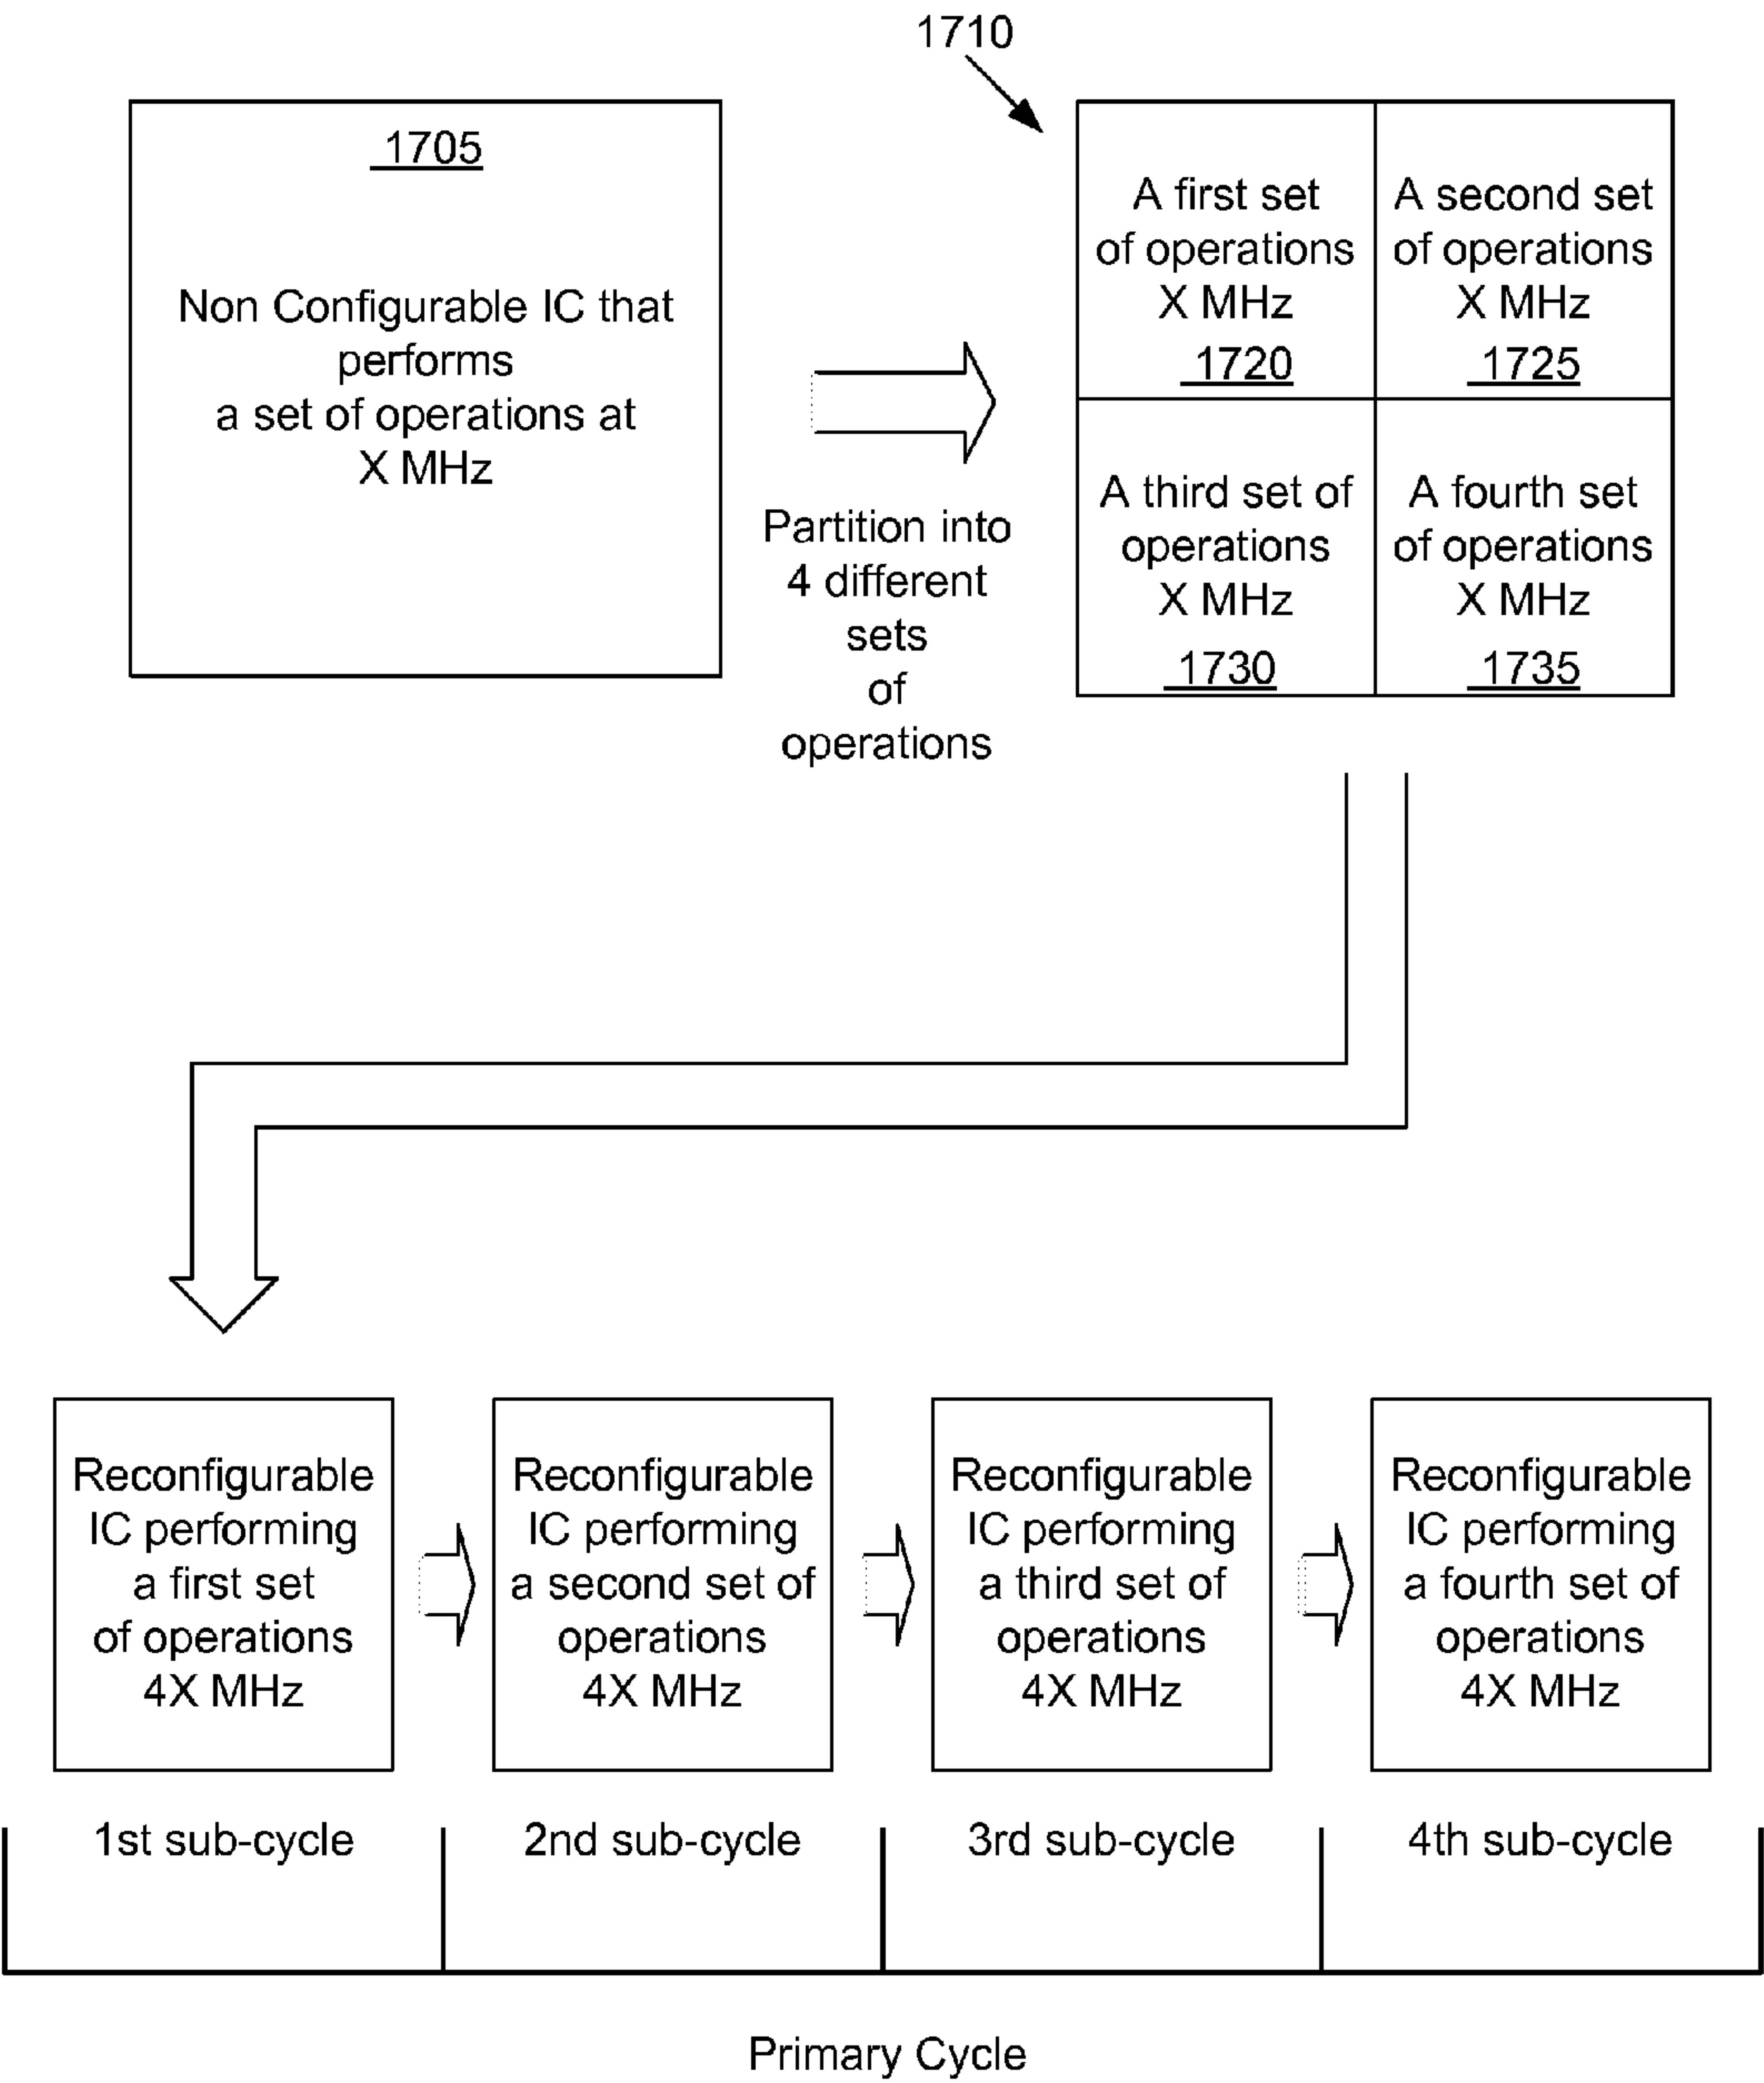 1710
1705
Non Configurable IC that
performs
a set of operations at
X MHz
Partition into
4 different
sets
of
operations
A first set
of operations
X MHz
1720
A second set
of operations
X MHz
1725
A third set of
operations
X MHz
1730
A fourth set
of operations
X MHz
1735
Reconfigurable
IC performing
a first set
of operations
4X MHz
Reconfigurable
IC performing
a second set of
operations
4X MHz
Reconfigurable
IC performing
a third set of
operations
4X MHz
Reconfigurable
IC performing
a fourth set of
operations
4X MHz
1st sub-cycle
2nd sub-cycle
3rd sub-cycle
4th sub-cycle
Primary Cycle